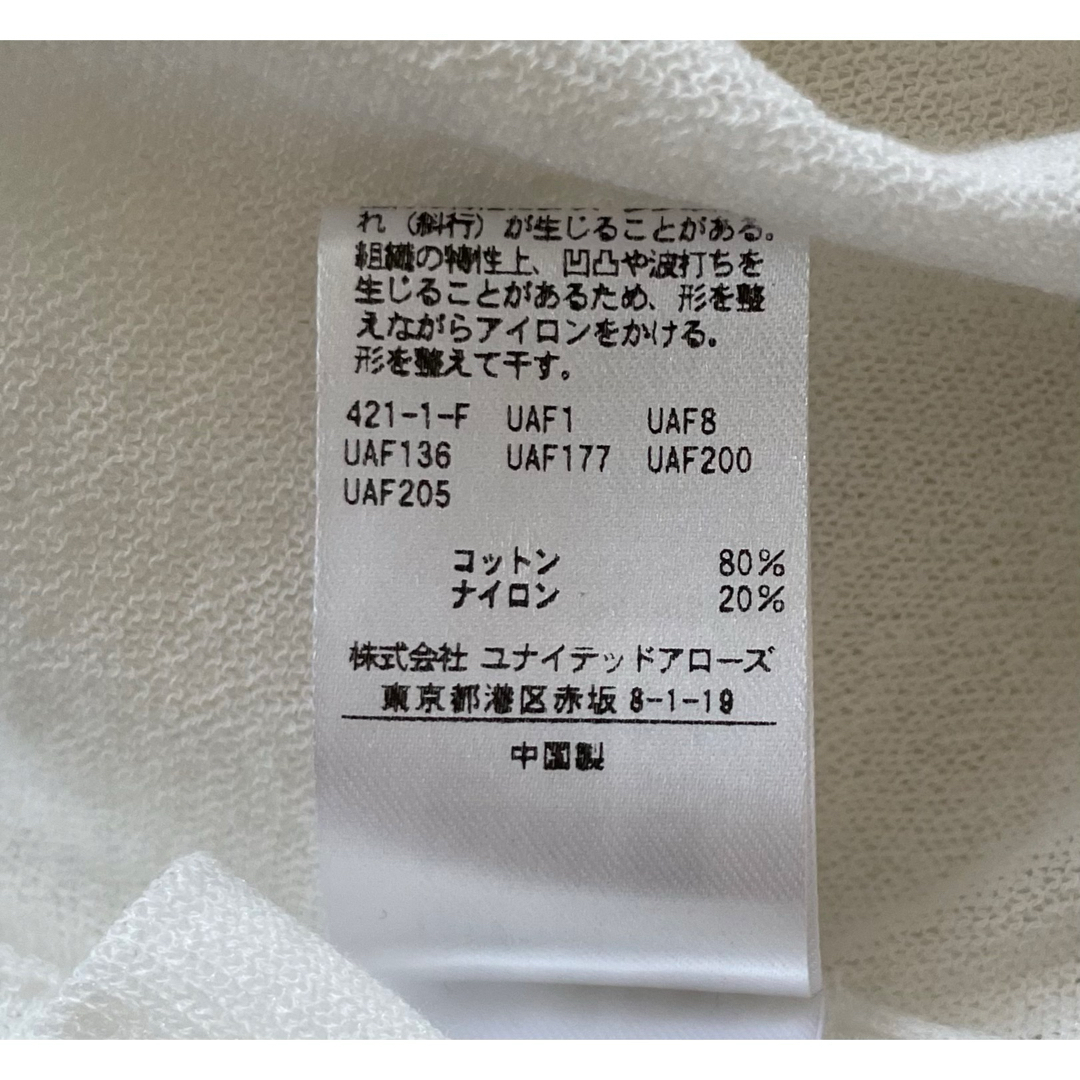 れ（斜行）が生じることがある。
組織の特性上、凹凸や波打ちを
生じることがあるため、形を整
えながらアイロンをかける。
形を整えて干す。
421-1-F UAF1 UAF8
UAF136 UAF177 UAF200
UAF205
コットン 80%
ナイロン 20%
株式会社 ユナイテッドアローズ
東京都港区赤坂 8-1-19
中国製